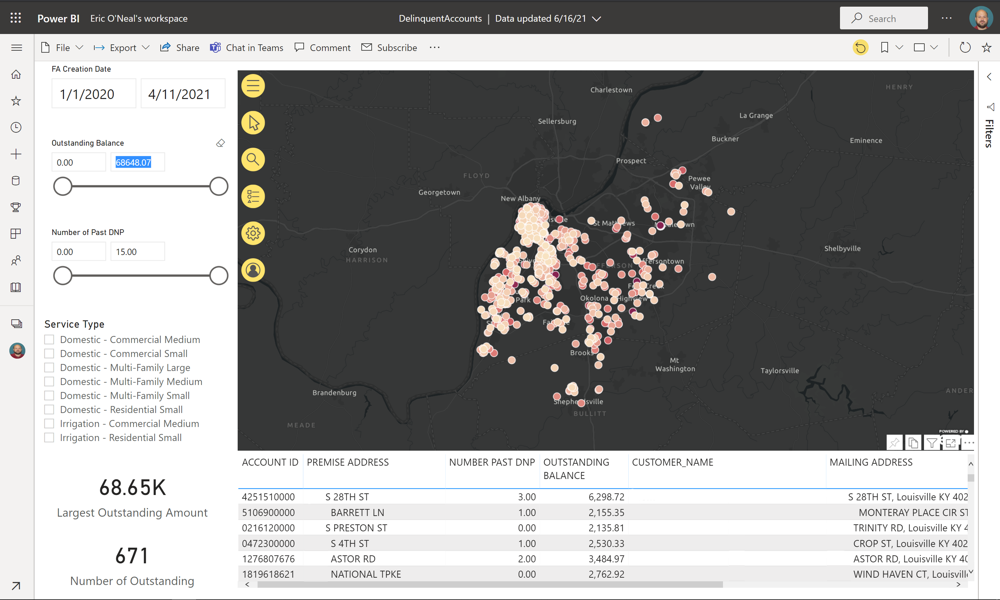 Power BI Eric O'Neal's workspace DelinquentAccounts | Data updated 6/16/21 Search
File Export Share Chat in Teams Comment Subscribe
FA Creation Date
1/1/2020 4/11/2021
Outstanding Balance
0.00 68648.07
Number of Past DNP
0.00 15.00
Service Type
Domestic - Commercial Medium
Domestic - Commercial Small
Domestic - Multi-Family Large
Domestic - Multi-Family Medium
Domestic - Multi-Family Small
Domestic - Residential Small
Irrigation - Commercial Medium
Irrigation - Residential Small
68.65K
Largest Outstanding Amount
671
Number of Outstanding
Charlestown
HENRY
Sellersburg
La Grange
Buckner
Eminence
Prospect
FLOYD
Pewee
Valley
Georgetown
New Albany
St Matthews
Corydon
HARRISON
Shelbyville
Park
Okolona
Highview
Brooks
Mt
Washington
Taylorsville
Brandenburg
ANDER
BULLITT
MEADE
POWERED BY
Filters
ACCOUNT ID PREMISE ADDRESS NUMBER PAST DNP OUTSTANDING BALANCE CUSTOMER_NAME MAILING ADDRESS
4251510000 S 28TH ST 3.00 6,298.72 S 28TH ST, Louisville KY 402
5106900000 BARRETT LN 1.00 2,155.35 MONTERAY PLACE CIR ST
0216120000 S PRESTON ST 0.00 2,135.81 TRINITY RD, Louisville KY 4
0472300000 S 4TH ST 1.00 2,530.33 CROP ST, Louisville KY 402
1276807676 ASTOR RD 2.00 3,484.97 ASTOR RD, Louisville KY 40
1819618621 NATIONAL TPKE 0.00 2,762.92 WIND HAVEN CT, Louisvill